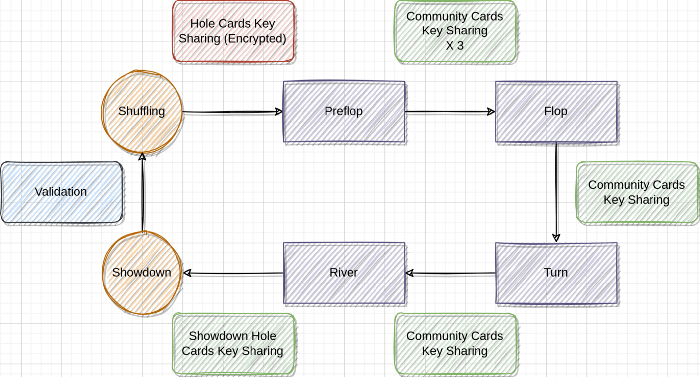 Hole Cards Key
Sharing (Encrypted)
Community Cards
Key Sharing
X 3
Shuffling
Preflop
Flop
Validation
Community Cards
Key Sharing
Showdown
River
Turn
Showdown Hole
Cards Key Sharing
Community Cards
Key Sharing